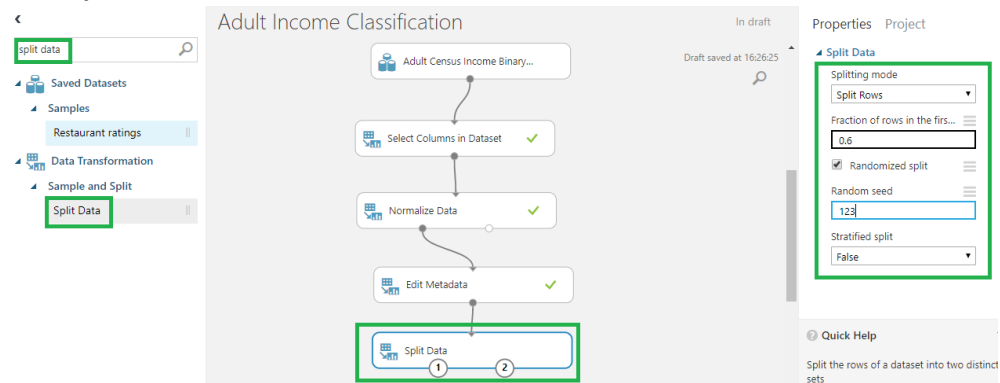 split data
Saved Datasets
Samples
Restaurant ratings
Data Transformation
Sample and Split
Split Data
Adult Income Classification
In draft
Draft saved at 16:26:25
Adult Census Income Binary...
Select Columns in Dataset
Normalize Data
Edit Metadata
Split Data
1
2
Properties Project
Split Data
Splitting mode
Split Rows
Fraction of rows in the firs...
0.6
Randomized split
Random seed
123
Stratified split
False
Quick Help
Split the rows of a dataset into two distinct
sets